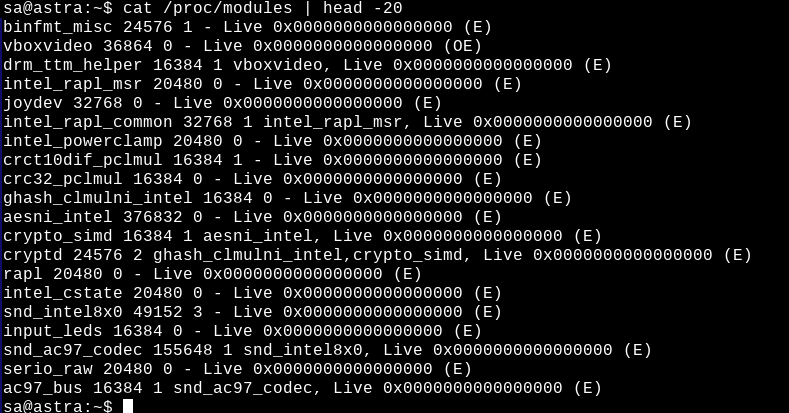 sa@astra:~$ cat /proc/modules | head -20
binfmt_misc 24576 1 - Live 0x0000000000000000 (E)
vboxvideo 36864 0 - Live 0x0000000000000000 (OE)
drm_ttm_helper 16384 1 vboxvideo, Live 0x0000000000000000 (E)
intel_rapl_msr 20480 0 - Live 0x0000000000000000 (E)
joydev 32768 0 - Live 0x0000000000000000 (E)
intel_rapl_common 32768 1 intel_rapl_msr, Live 0x0000000000000000 (E)
intel_powerclamp 20480 0 - Live 0x0000000000000000 (E)
crct10dif_pclmul 16384 1 - Live 0x0000000000000000 (E)
crc32_pclmul 16384 0 - Live 0x0000000000000000 (E)
ghash_clmulni_intel 16384 0 - Live 0x0000000000000000 (E)
aesni_intel 376832 0 - Live 0x0000000000000000 (E)
crypto_simd 16384 1 aesni_intel, Live 0x0000000000000000 (E)
cryptd 24576 2 ghash_clmulni_intel,crypto_simd, Live 0x0000000000000000 (E)
rapl 20480 0 - Live 0x0000000000000000 (E)
intel_cstate 20480 0 - Live 0x0000000000000000 (E)
snd_intel8x0 49152 3 - Live 0x0000000000000000 (E)
input_leds 16384 0 - Live 0x0000000000000000 (E)
snd_ac97_codec 155648 1 snd_intel8x0, Live 0x0000000000000000 (E)
serio_raw 20480 0 - Live 0x0000000000000000 (E)
ac97_bus 16384 1 snd_ac97_codec, Live 0x0000000000000000 (E)
sa@astra:~$